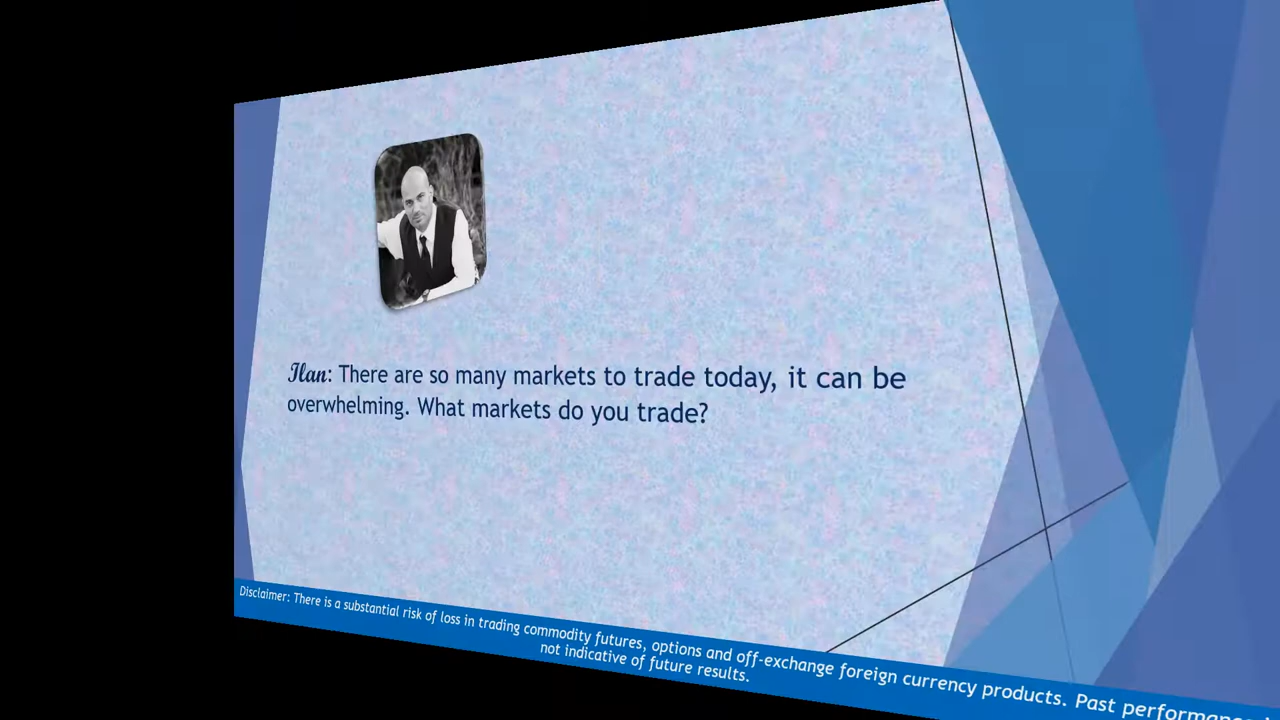 Ilan: There are so many markets to trade today, it can be
overwhelming. What markets do you trade?
Disclaimer: There is a substantial risk of loss in trading commodity futures, options and off-exchange foreign currency products. Past
not indicative of future results.